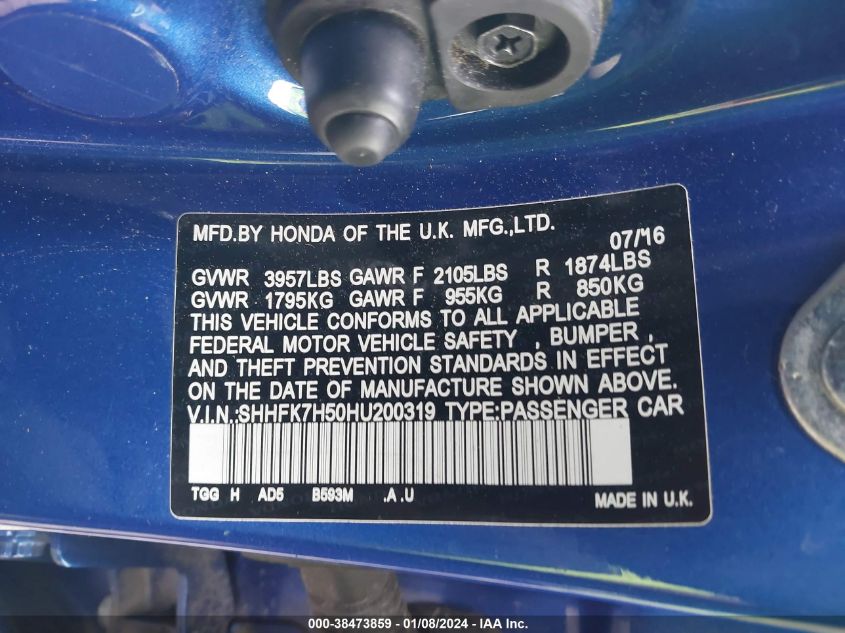 MFD.BY HONDA OF THE U.K. MFG.,LTD.
07/16
GVWR 3957LBS GAWR F 2105LBS R 1874LBS
GVWR 1795KG GAWR F 955KG R 850KG
THIS VEHICLE CONFORMS TO ALL APPLICABLE
FEDERAL MOTOR VEHICLE SAFETY , BUMPER ,
AND THEFT PREVENTION STANDARDS IN EFFECT
ON THE DATE OF MANUFACTURE SHOWN ABOVE.
V.I.N.:SHHFK7H50HU200319 TYPE:PASSENGER CAR
TGG H AD5 B593M .A.U
MADE IN U.K.
000-38473859 - 01/08/2024 - IAA Inc.